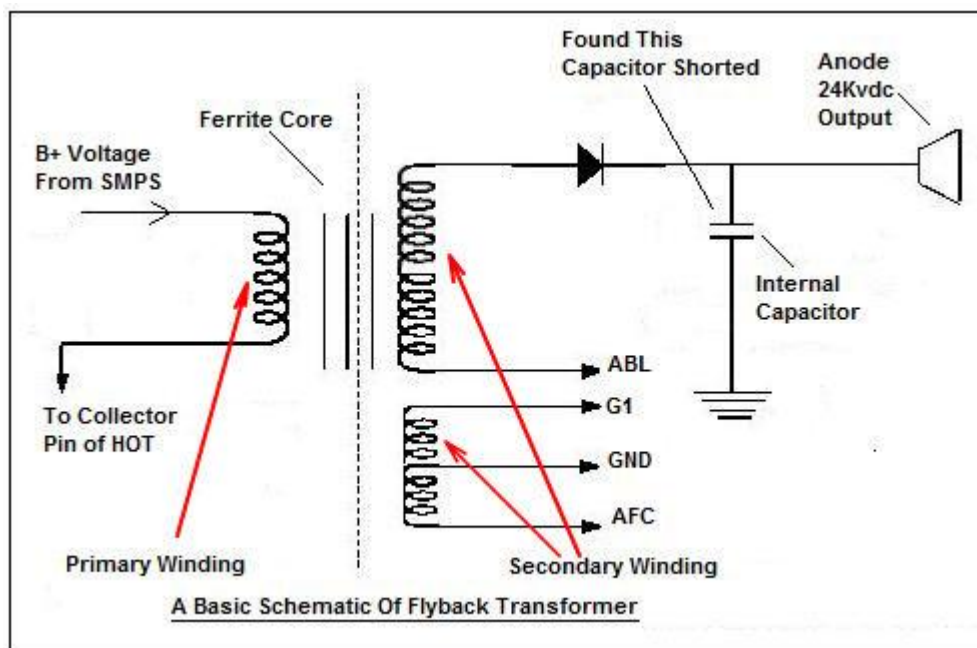 Found This
Capacitor Shorted
Anode
24Kvdc
Output
Ferrite Core
B+ Voltage
From SMPS
Internal
Capacitor
ABL
G1
To Collector
Pin of HOT
GND
AFC
Primary Winding
Secondary Winding
A Basic Schematic Of Flyback Transformer